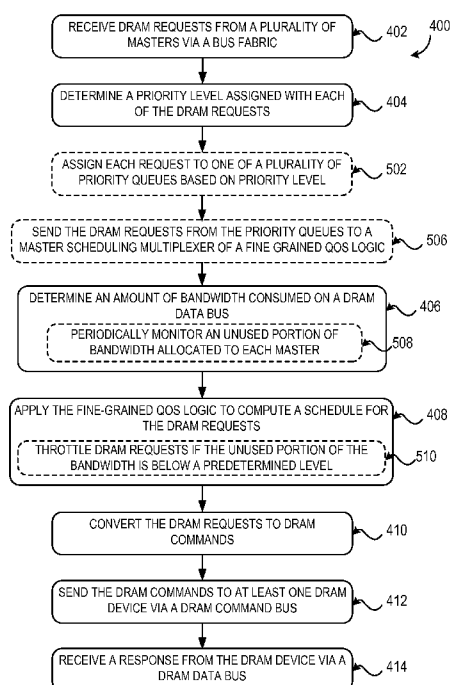 RECEIVE DRAM REQUESTS FROM A PLURALITY OF
MASTERS VIA A BUS FABRIC
402
400
DETERMINE A PRIORITY LEVEL ASSIGNED WITH EACH
OF THE DRAM REQUESTS
404
ASSIGN EACH REQUEST TO ONE OF A PLURALITY OF
PRIORITY QUEUES BASED ON PRIORITY LEVEL
502
SEND THE DRAM REQUESTS FROM THE PRIORITY QUEUES TO A
MASTER SCHEDULING MULTIPLEXER OF A FINE GRAINED QOS LOGIC
506
DETERMINE AN AMOUNT OF BANDWIDTH CONSUMED ON A DRAM
DATA BUS
406
PERIODICALLY MONITOR AN UNUSED PORTION OF
BANDWIDTH ALLOCATED TO EACH MASTER
508
APPLY THE FINE-GRAINED QOS LOGIC TO COMPUTE A SCHEDULE FOR
THE DRAM REQUESTS
408
THROTTLE DRAM REQUESTS IF THE UNUSED PORTION OF THE
BANDWIDTH IS BELOW A PREDETERMINED LEVEL
510
CONVERT THE DRAM REQUESTS TO DRAM
COMMANDS
410
SEND THE DRAM COMMANDS TO AT LEAST ONE DRAM
DEVICE VIA A DRAM COMMAND BUS
412
RECEIVE A RESPONSE FROM THE DRAM DEVICE VIA A
DRAM DATA BUS
414